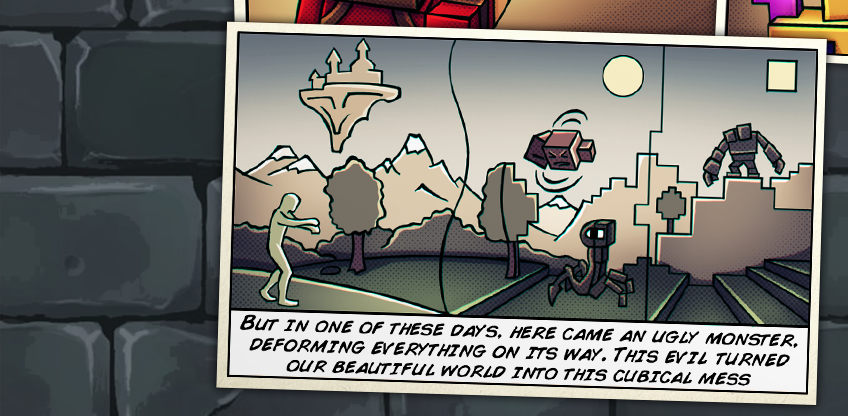 BUT IN ONE OF THESE DAYS, HERE CAME AN UGLY MONSTER,
DEFORMING EVERYTHING ON ITS WAY. THIS EVIL TURNED
OUR BEAUTIFUL WORLD INTO THIS CUBICAL MESS